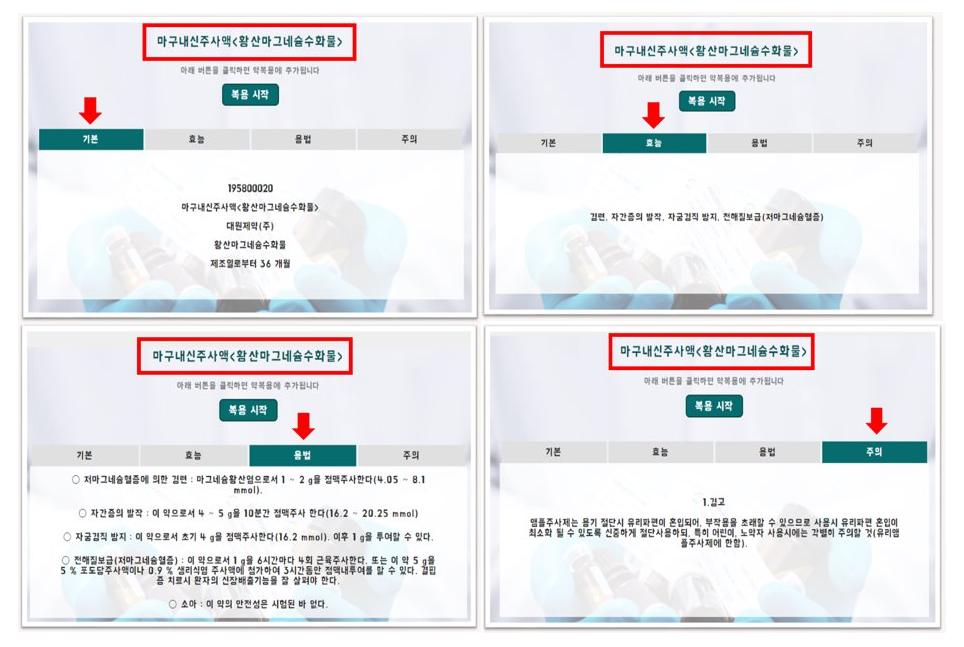 마구내신주사액<황산마그네슘수화물>
아래 버튼을 클릭하면 약복용에 추가됩니다
복용 시작
기본 효능 용법 주의
195800020
마구내신주사액<황산마그네슘수화물>
대원제약(주)
황산마그네슘수화물
제조일로부터 36 개월
마구내신주사액<황산마그네슘수화물>
아래 버튼을 클릭하면 약복용에 추가됩니다
복용 시작
기본 효능 용법 주의
경련, 자간증의 발작, 자궁경직 방지, 전해질보급(저마그네슘혈증)
마구내신주사액<황산마그네슘수화물>
아래 버튼을 클릭하면 약복용에 추가됩니다
복용 시작
기본 효능 용법 주의
○ 저마그네슘혈증에 의한 경련 : 마그네슘황산염으로서 1 ~ 2 g을 정맥주사한다(4.05 ~ 8.1
mmol).
○ 자간증의 발작 : 이 약으로서 4 ~ 5 g을 10분간 정맥주사 한다(16.2 ~ 20.25 mmol)
○ 자궁경직 방지 : 이 약으로서 초기 4 g을 정맥주사한다(16.2 mmol). 이후 1 g을 투여할 수 있다.
○ 전해질보급(저마그네슘혈증) : 이 약으로서 1 g을 6시간마다 4회 근육주사한다. 또는 이 약 5 g을
5 % 포도당주사액이나 0.9 % 생리식염 주사액에 첨가하여 3시간동안 정맥내투여를 할 수 있다. 결핍
증 치료시 환자의 신장배출기능을 잘 살펴야 한다.
○ 소아 : 이 약의 안전성은 시험된 바 없다.
마구내신주사액<황산마그네슘수화물>
아래 버튼을 클릭하면 약복용에 추가됩니다
복용 시작
기본 효능 용법 주의
1.경고
앰플주사제는 용기 절단시 유리파편이 혼입되어, 부작용을 초래할 수 있으므로 사용시 유리파편 혼입이
최소화 될 수 있도록 신중하게 절단사용하되, 특히 어린이, 노약자 사용시에는 각별히 주의할 것(유리앰
플주사제에 한함).